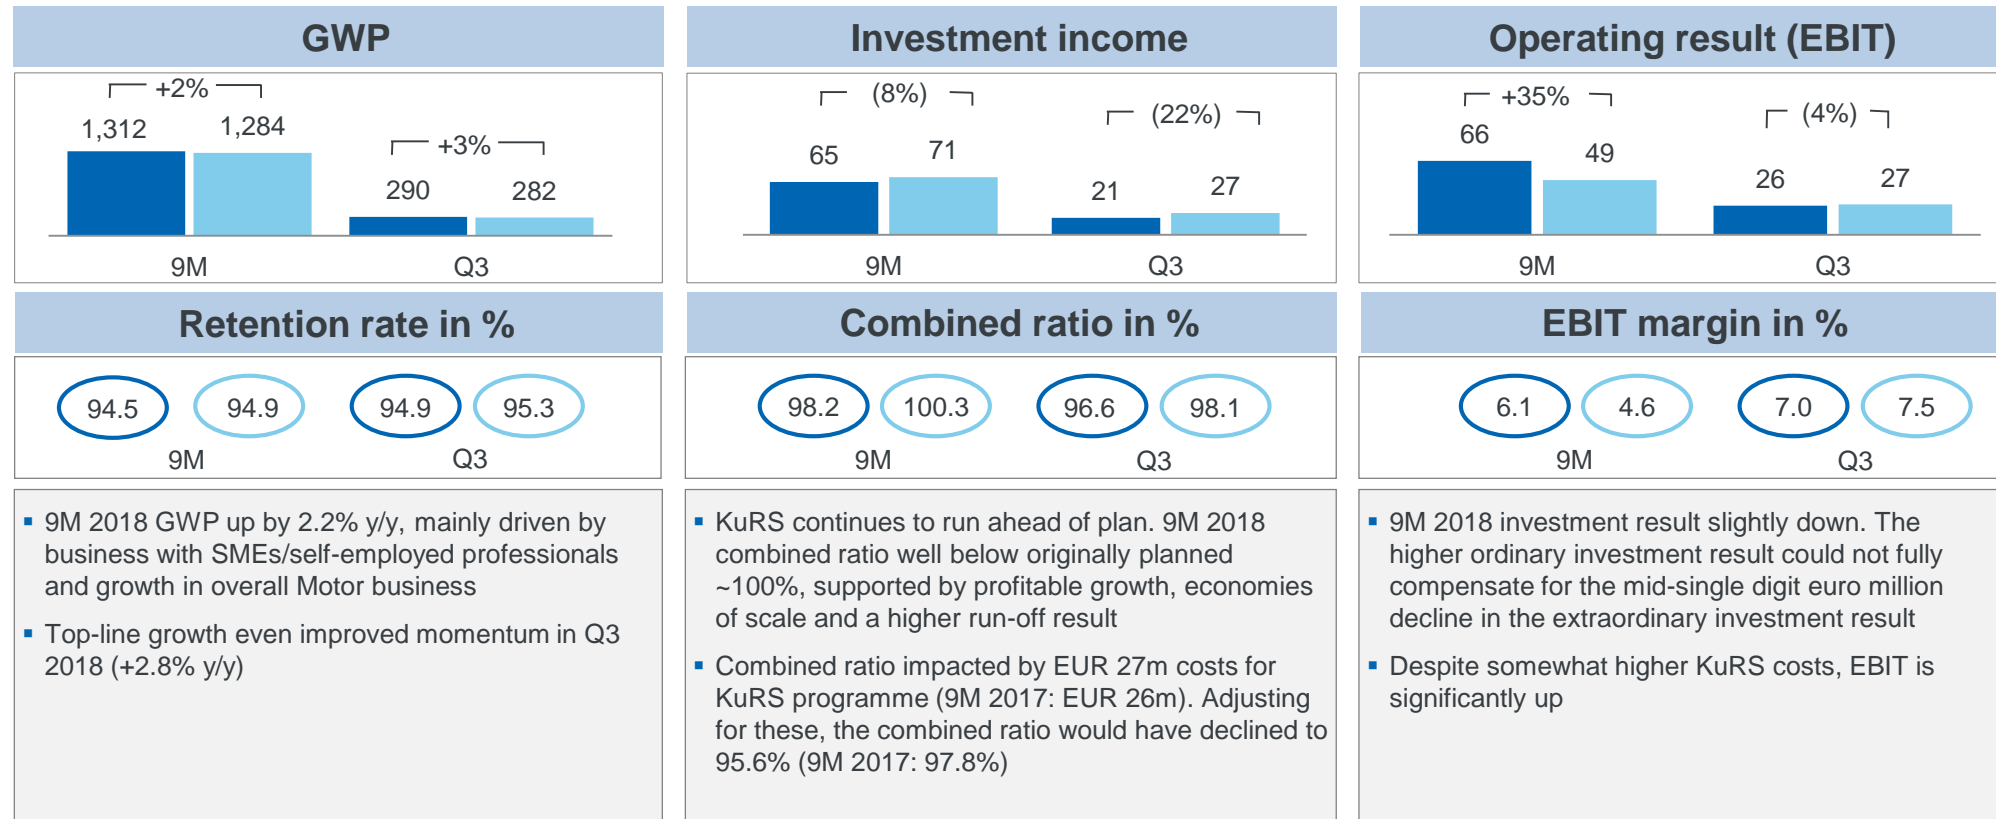 GWP
+2%
1,312
1,284
+3%
290
282
9M
Q3
Investment income
(8%)
65
71
(22%)
21
27
9M
Q3
Operating result (EBIT)
+35%
66
49
(4%)
26
27
9M
Q3
Retention rate in %
94.5
94.9
94.9
95.3
9M
Q3
Combined ratio in %
98.2
100.3
96.6
98.1
9M
Q3
EBIT margin in %
6.1
4.6
7.0
7.5
9M
Q3
▪ 9M 2018 GWP up by 2.2% y/y, mainly driven by
business with SMEs/self-employed professionals
and growth in overall Motor business
▪ Top-line growth even improved momentum in Q3
2018 (+2.8% y/y)
▪ KuRS continues to run ahead of plan. 9M 2018
combined ratio well below originally planned
~100%, supported by profitable growth, economies
of scale and a higher run-off result
▪ Combined ratio impacted by EUR 27m costs for
KuRS programme (9M 2017: EUR 26m). Adjusting
for these, the combined ratio would have declined to
95.6% (9M 2017: 97.8%)
▪ 9M 2018 investment result slightly down. The
higher ordinary investment result could not fully
compensate for the mid-single digit euro million
decline in the extraordinary investment result
▪ Despite somewhat higher KuRS costs, EBIT is
significantly up